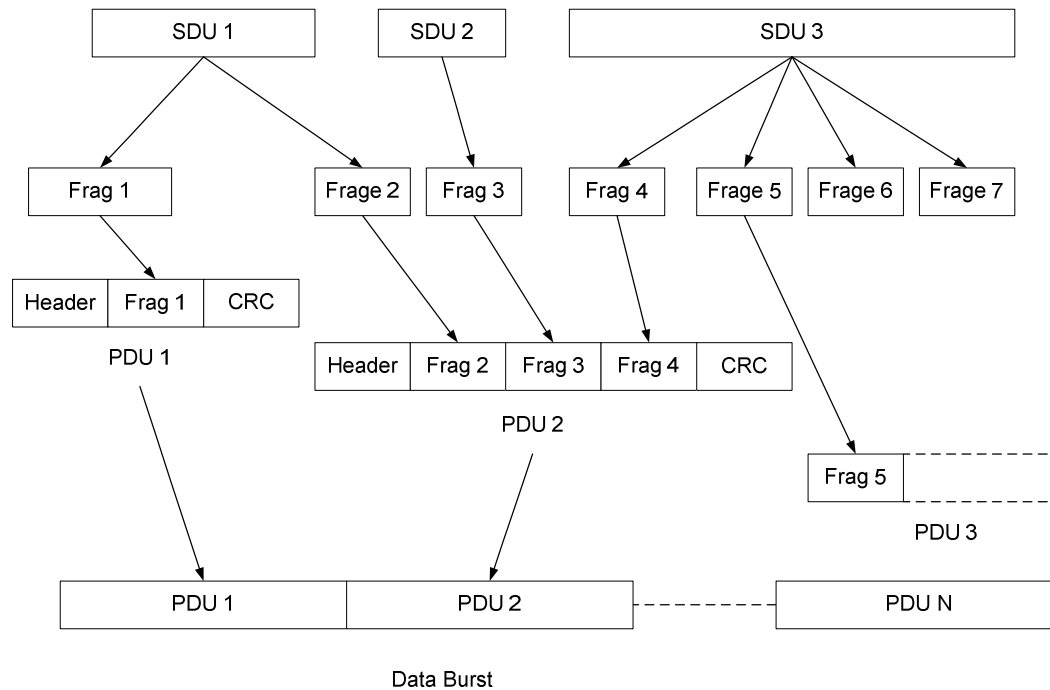 SDU 1 SDU 2 SDU 3
Frag 1 Frage 2 Frag 3 Frag 4 Frage 5 Frage 6 Frage 7
Header Frag 1 CRC
PDU 1
Header Frag 2 Frag 3 Frag 4 CRC
PDU 2
Frag 5
PDU 3
PDU 1 PDU 2 PDU N
Data Burst